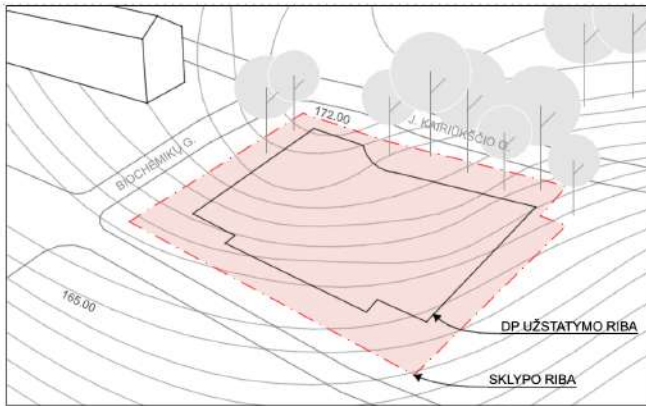 172.00
J. KAIRIŪKŠČIO G.
BIOCHEMIKŲ G.
165.00
DP UŽSTATYMO RIBA
SKLYPO RIBA